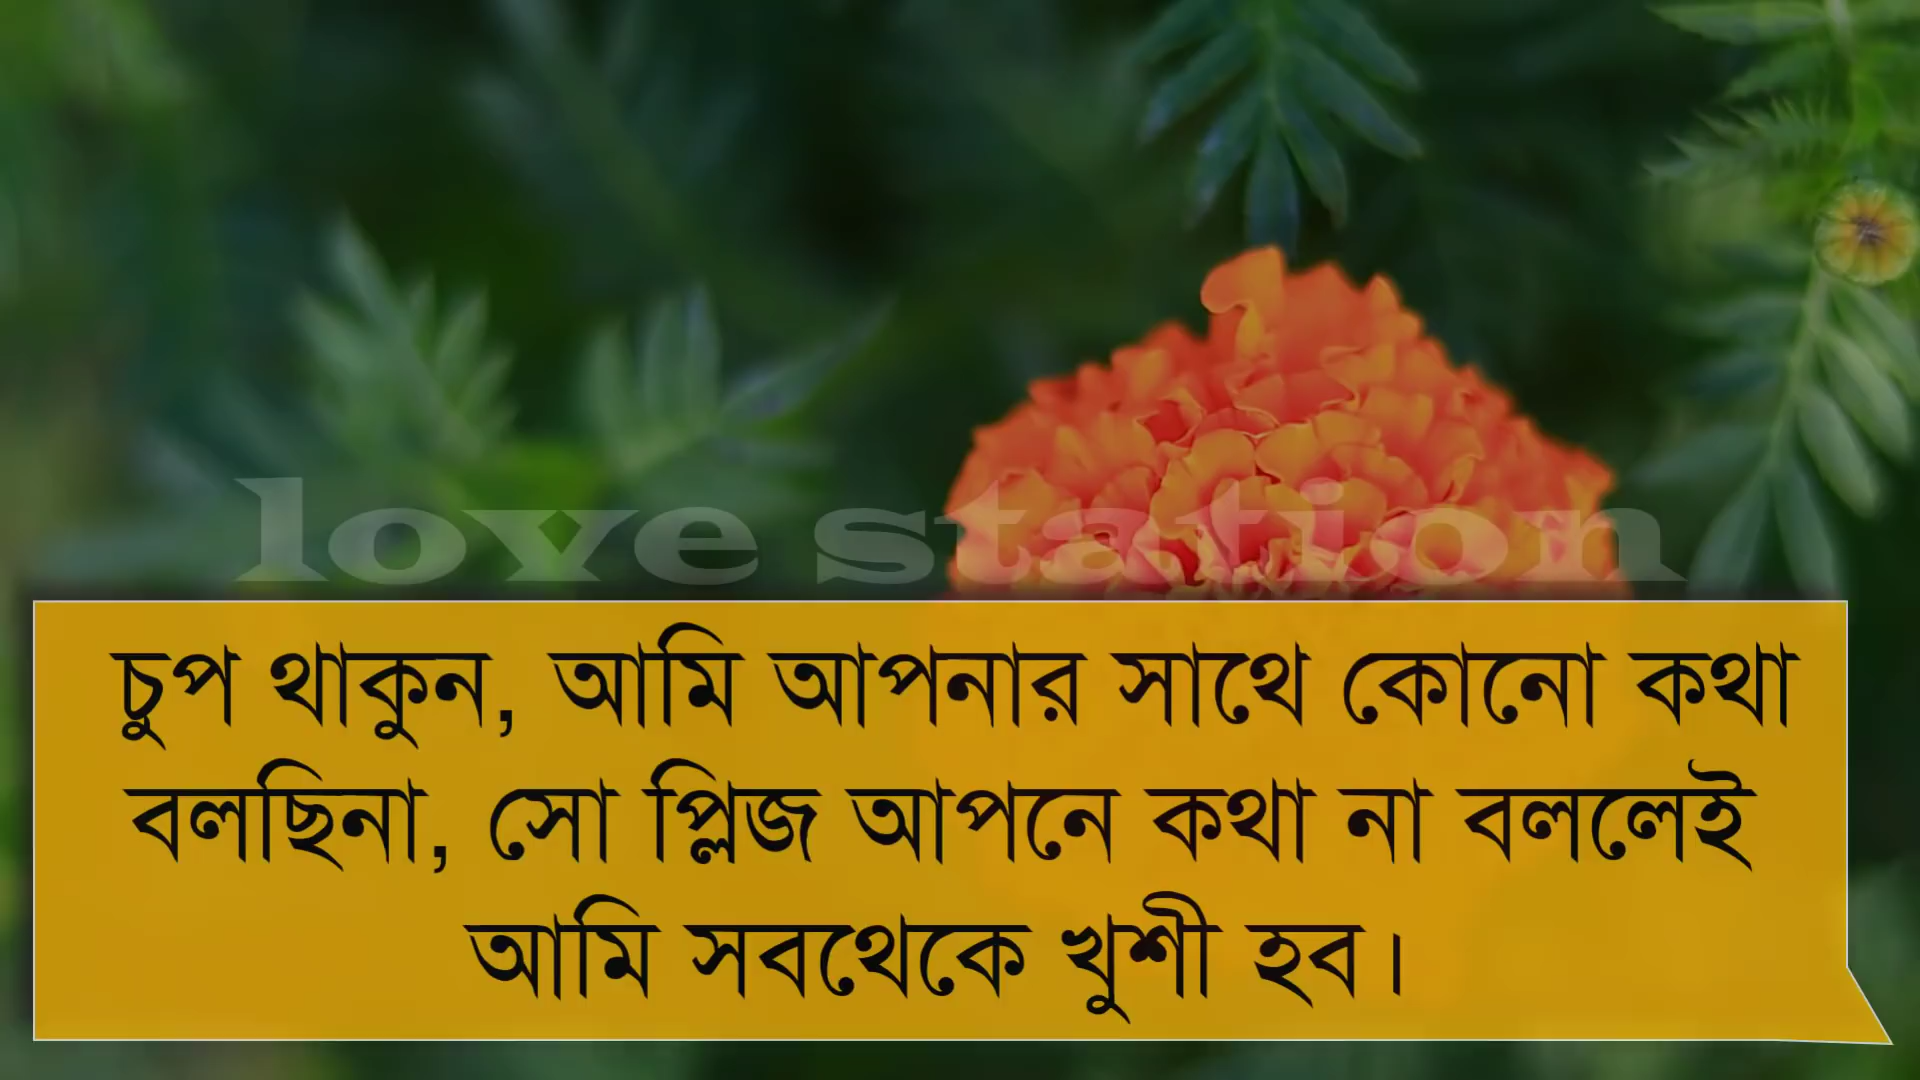 love station
চুপ থাকুন, আমি আপনার সাথে কোনো কথা
বলছিনা, সো প্লিজ আপনে কথা না বললেই
আমি সবথেকে খুশী হব।